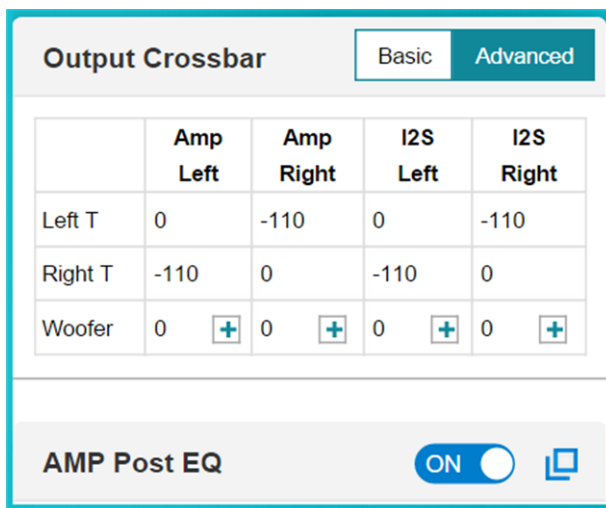 Output Crossbar Basic Advanced
Amp Left Amp Right I2S Left I2S Right
Left T 0 -110 0 -110
Right T -110 0 -110 0
Woofer 0 + 0 + 0 + 0 +
AMP Post EQ ON